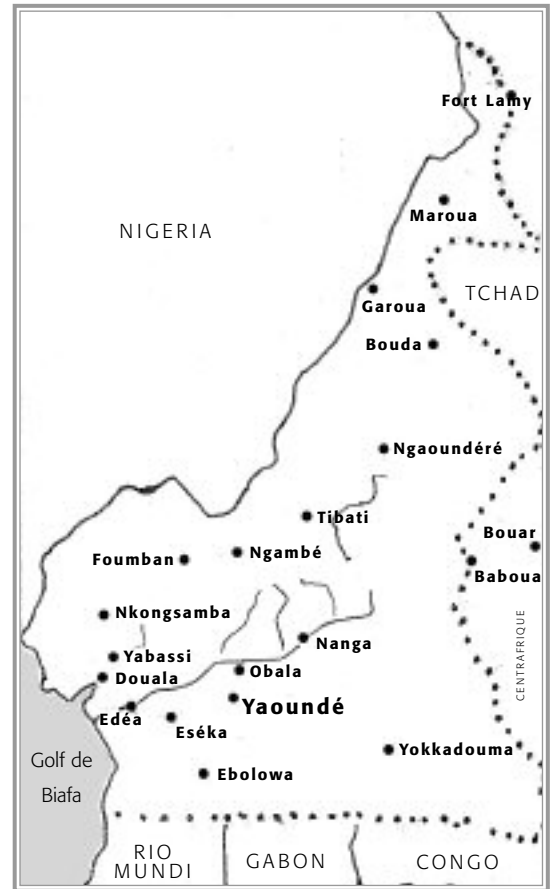 Fort Lamy
Maroua
NIGERIA
TCHAD
Garoua
Bouda
Ngaoundéré
Tibati
Bouar
Foumban
Ngambé
Baboua
Nkongsamba
Nanga
CENTRAFRIQUE
Yabassi
Obala
Douala
Yaoundé
Edéa
Eséka
Yokkadouma
Golf de
Biafa
Ebolowa
RIO
MUNDI
GABON
CONGO